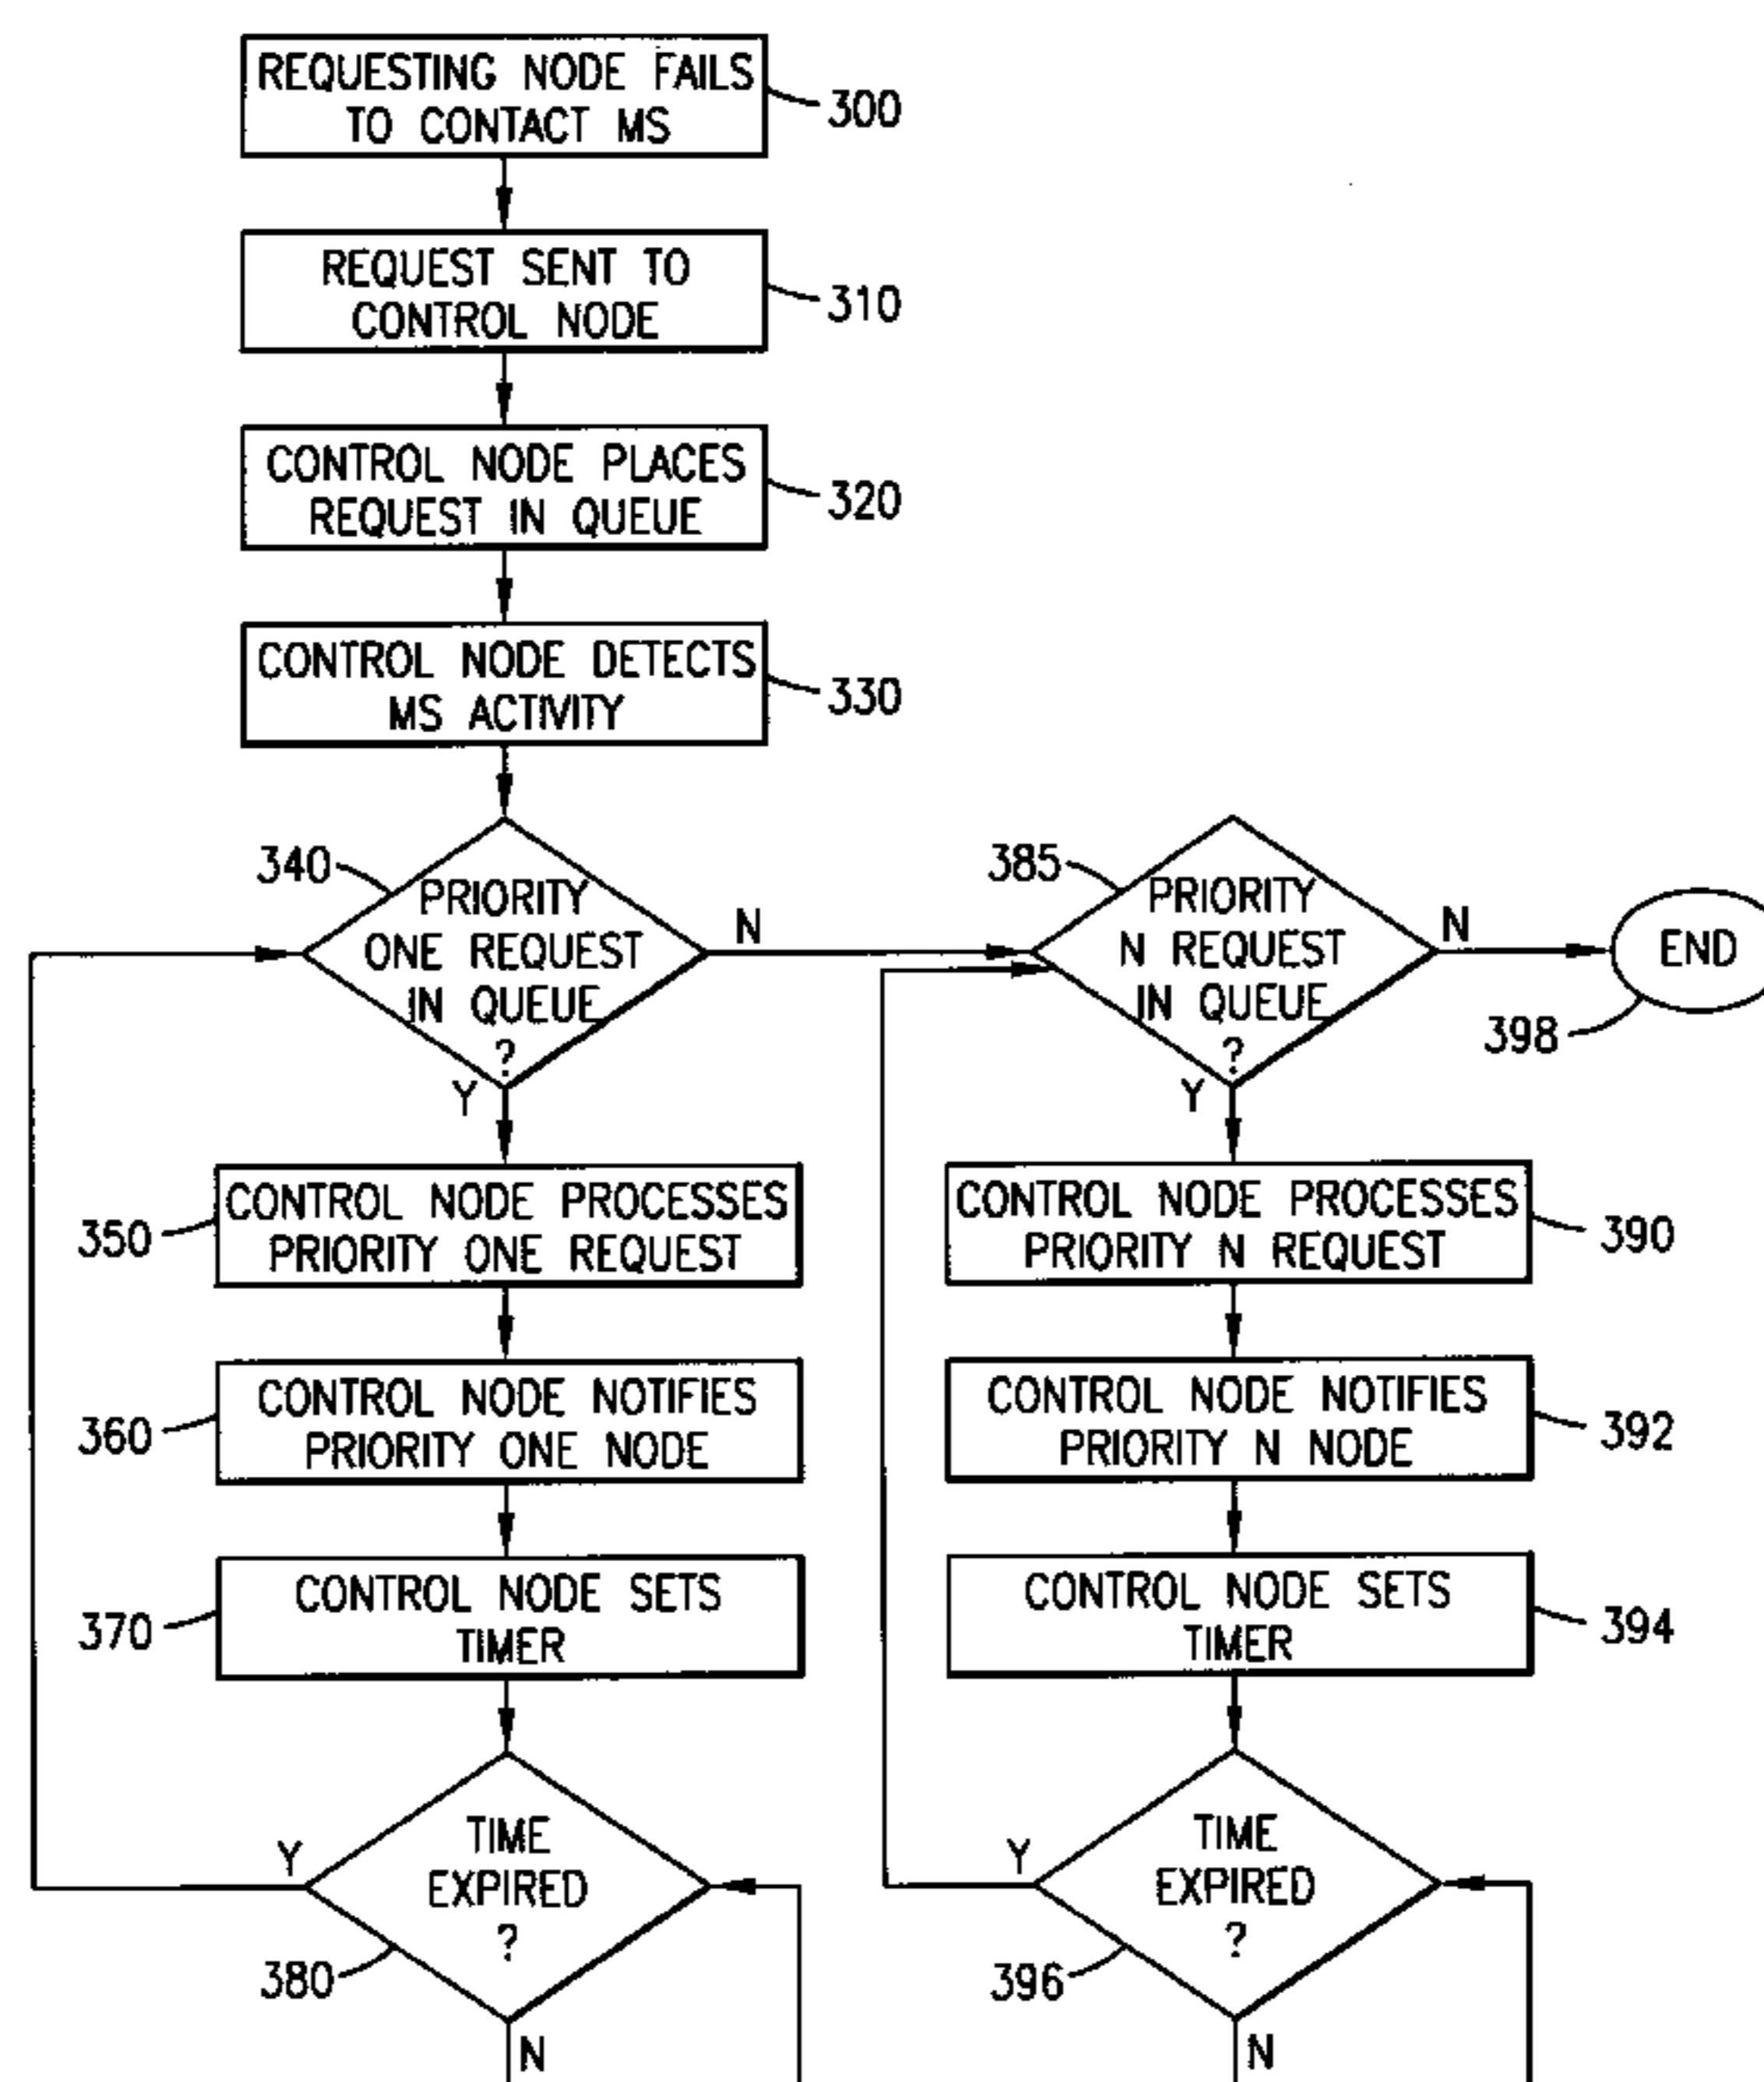 REQUESTING NODE FAILS
TO CONTACT MS
300
REQUEST SENT TO
CONTROL NODE
310
CONTROL NODE PLACES
REQUEST IN QUEUE
320
CONTROL NODE DETECTS
MS ACTIVITY
330
340
PRIORITY
ONE REQUEST
IN QUEUE
?
N
Y
385
PRIORITY
N REQUEST
IN QUEUE
?
N
Y
END
398
350
CONTROL NODE PROCESSES
PRIORITY ONE REQUEST
CONTROL NODE PROCESSES
PRIORITY N REQUEST
390
360
CONTROL NODE NOTIFIES
PRIORITY ONE NODE
CONTROL NODE NOTIFIES
PRIORITY N NODE
392
370
CONTROL NODE SETS
TIMER
CONTROL NODE SETS
TIMER
394
Y
TIME
EXPIRED
?
380
N
Y
TIME
EXPIRED
?
396
N